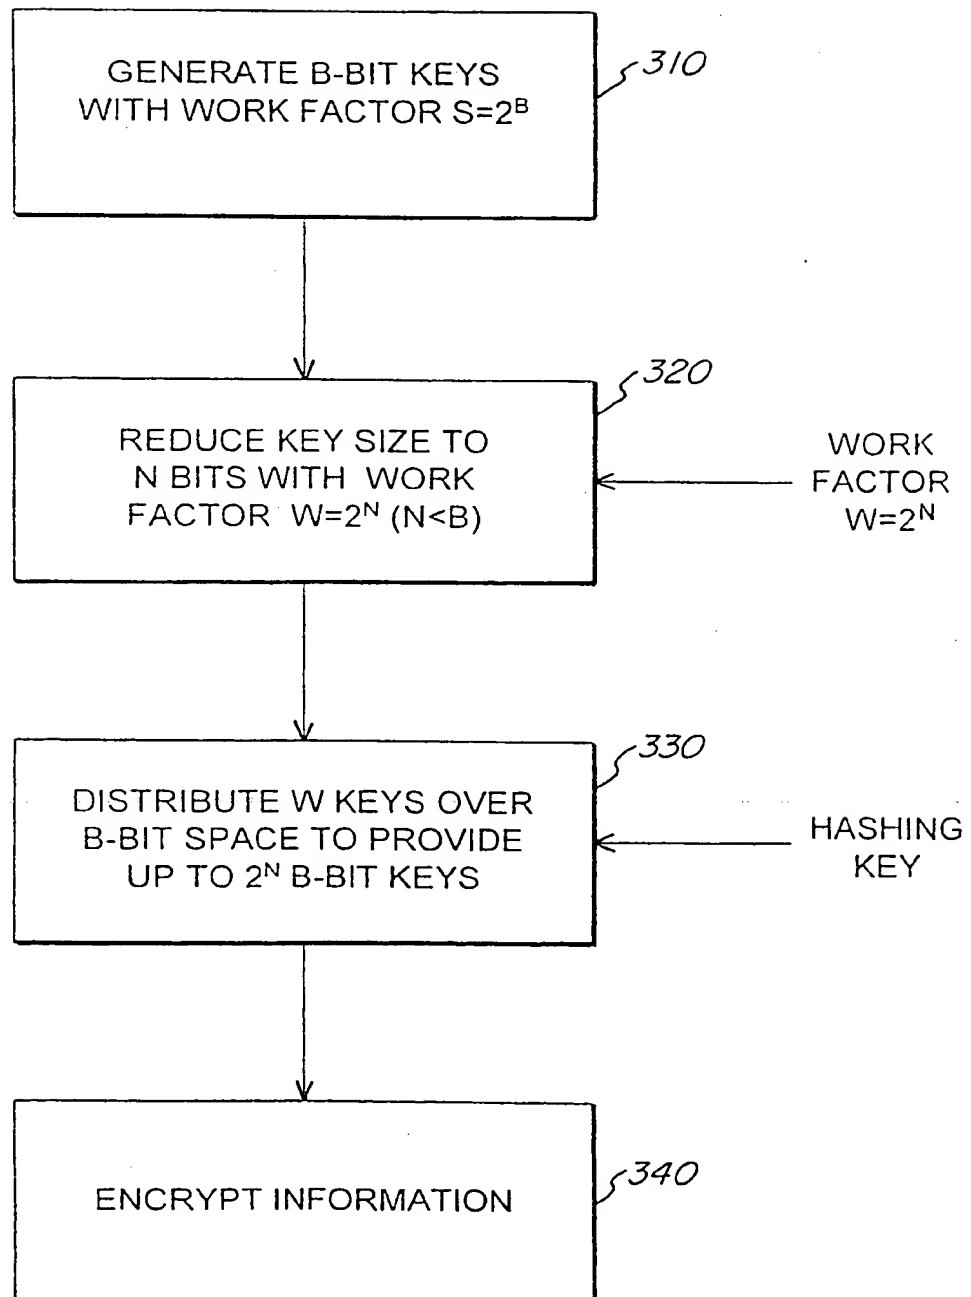 GENERATE B-BIT KEYS
WITH WORK FACTOR S=2ᴮ
310
REDUCE KEY SIZE TO
N BITS WITH WORK
FACTOR W=2ᴺ (N<B)
320
WORK
FACTOR
W=2ᴺ
DISTRIBUTE W KEYS OVER
B-BIT SPACE TO PROVIDE
UP TO 2ᴺ B-BIT KEYS
330
HASHING
KEY
ENCRYPT INFORMATION
340